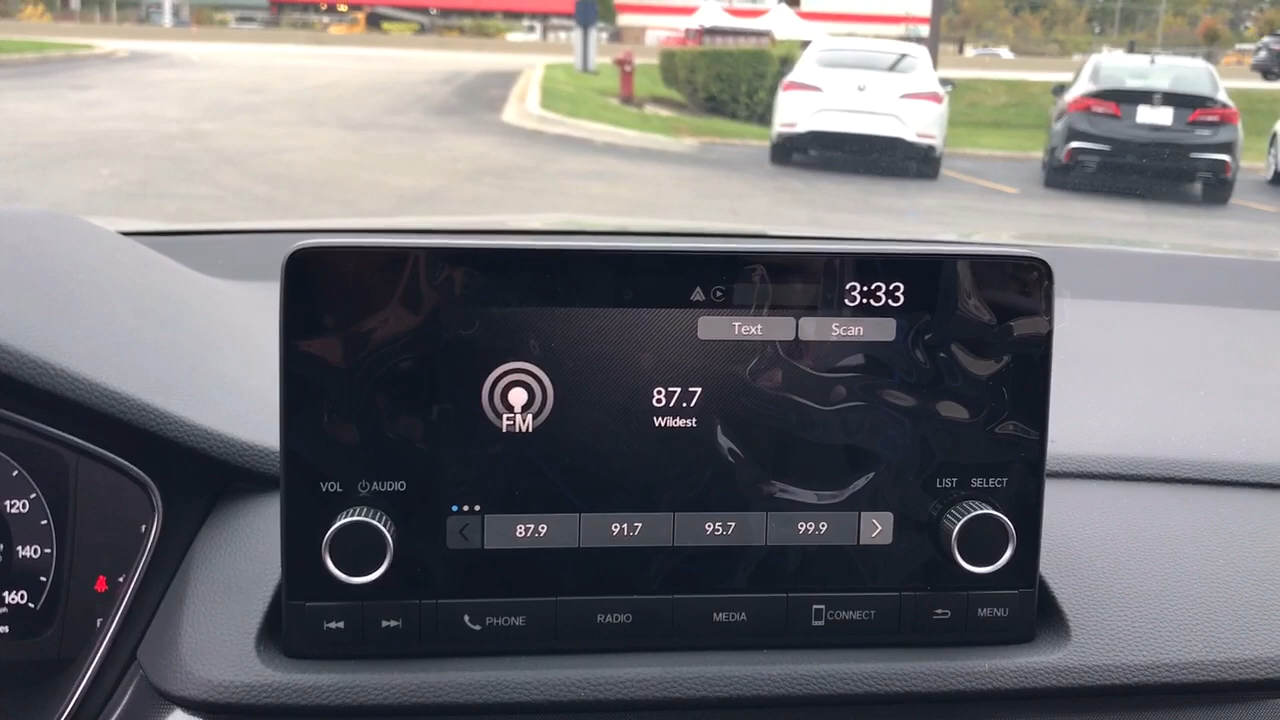 3:33
Text
Scan
FM
87.7
Wildest
VOL AUDIO
LIST SELECT
87.9
91.7
95.7
99.9
PHONE
RADIO
MEDIA
CONNECT
MENU
120
140
160
F